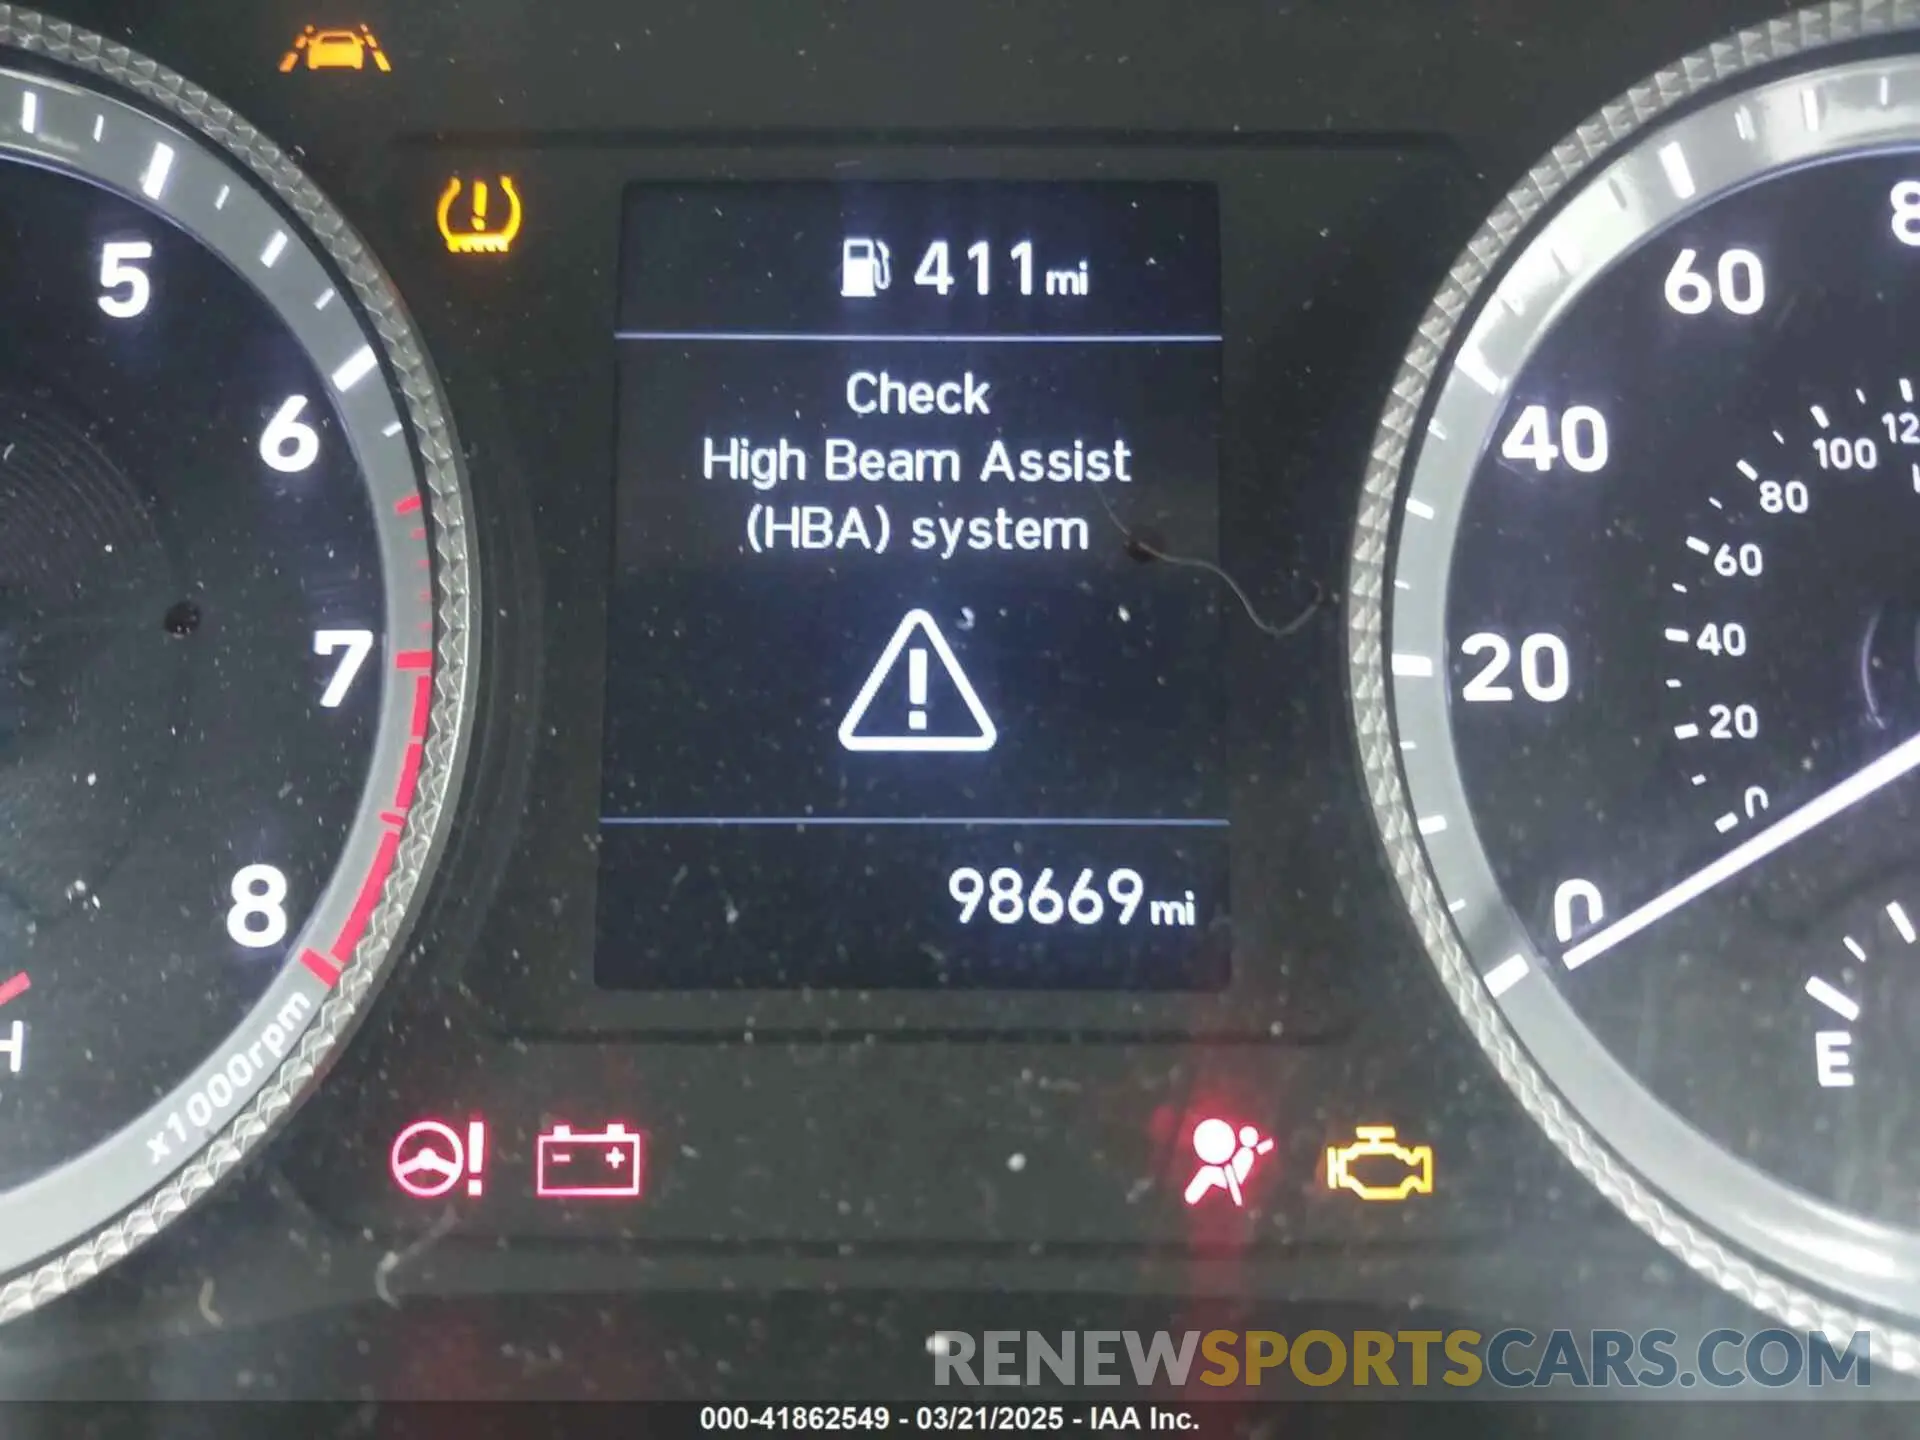 5
6
7
8
x1000rpm
H
411mi
Check
High Beam Assist
(HBA) system
98669mi
60
40
20
0
100
80
60
40
20
0
E
RENEWSPORTSCARS.COM
000-41862549 - 03/21/2025 - IAA Inc.